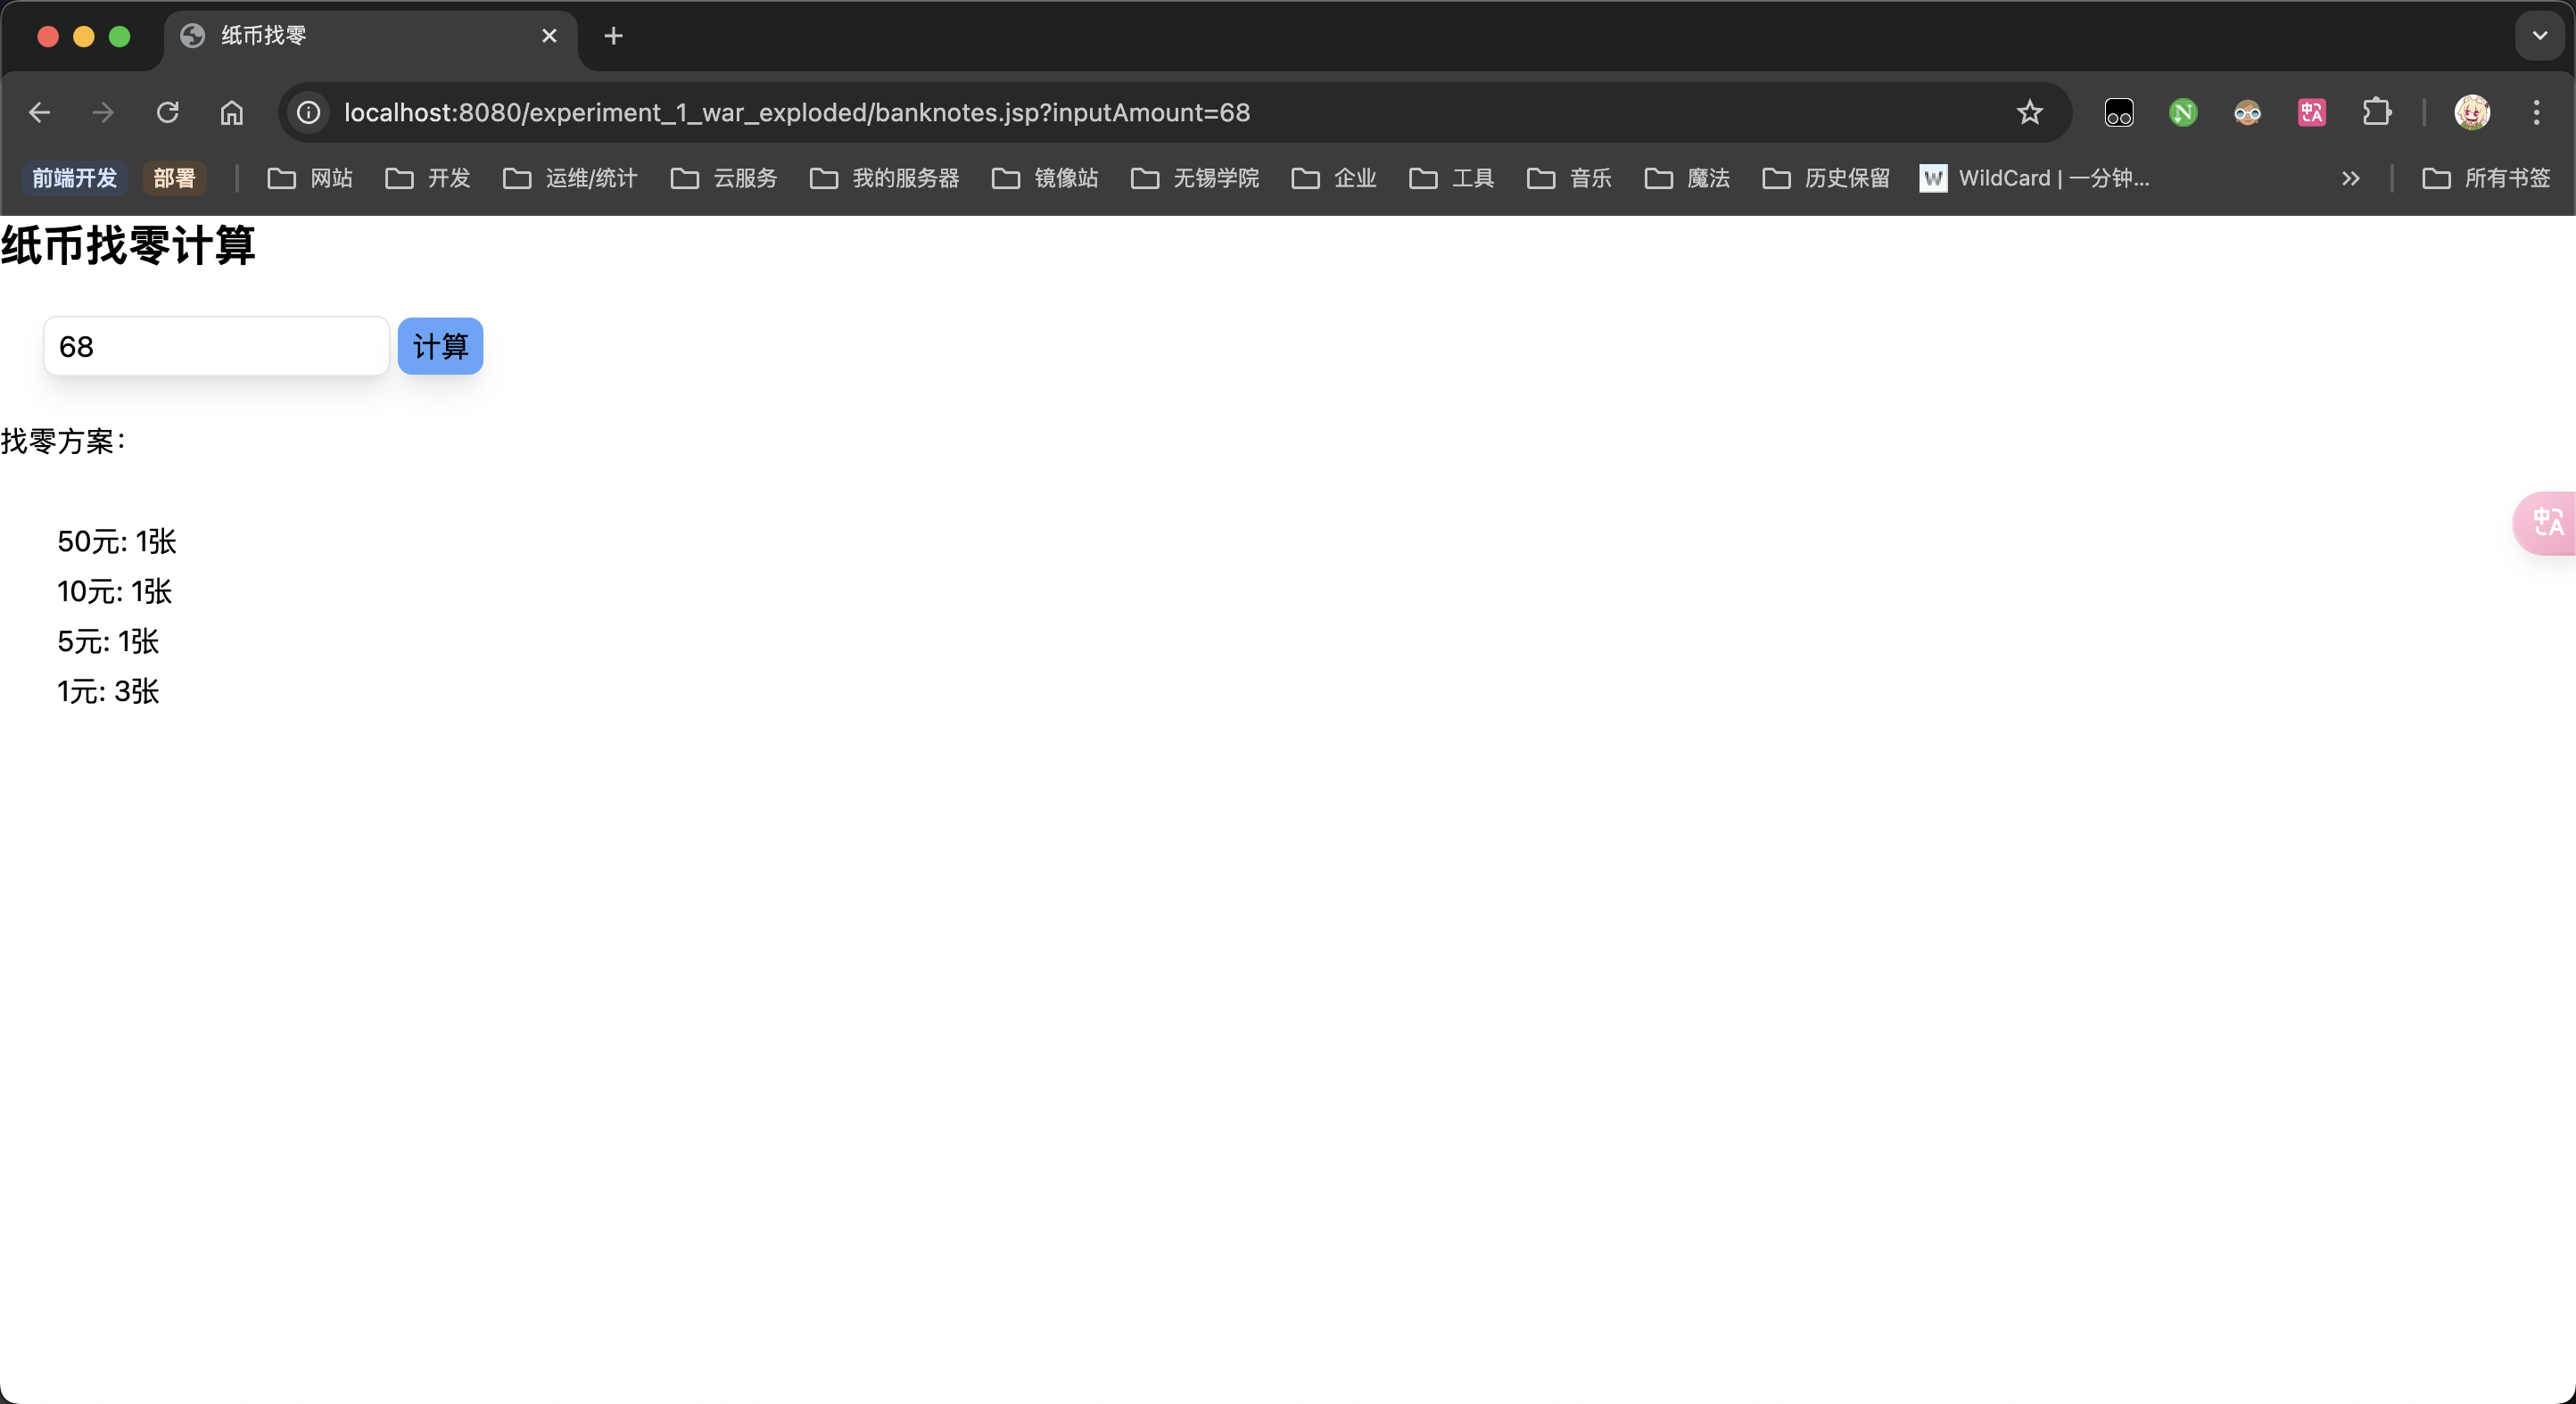 纸币找零
localhost:8080/experiment_1_war_exploded/banknotes.jsp?inputAmount=68
前端开发 部署 网站 开发 运维/统计 云服务 我的服务器 镜像站 无锡学院 企业 工具 音乐 魔法 历史保留 WildCard | 一分钟... 所有书签
纸币找零计算
68 计算
找零方案：
50元: 1张
10元: 1张
5元: 1张
1元: 3张